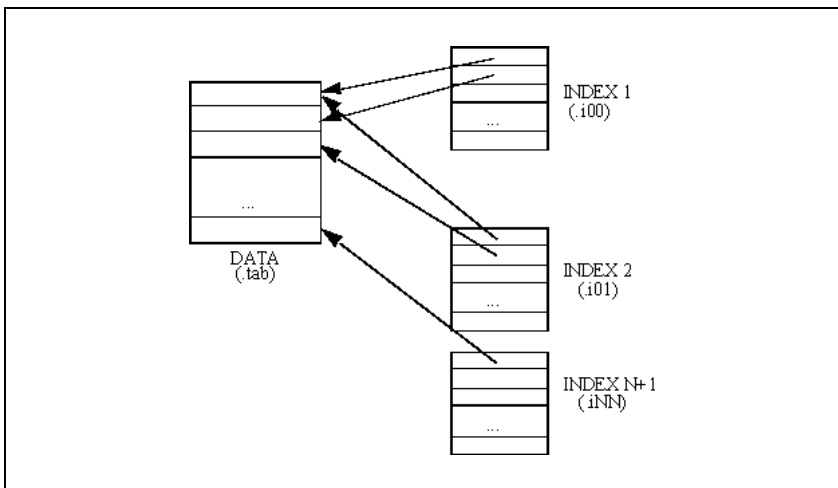 INDEX 1
(.i00)
...
...
DATA
(.tab)
INDEX 2
(.i01)
...
INDEX N+1
(.iNN)
...